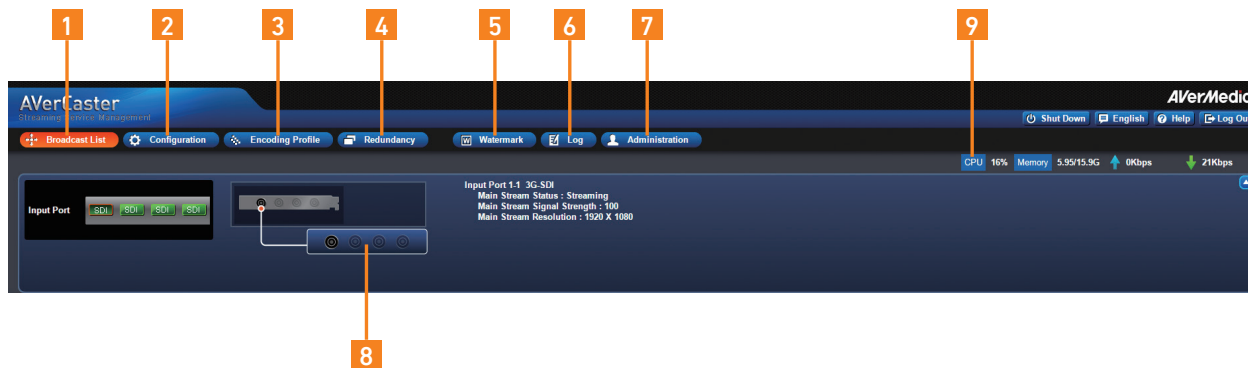 1 2 3 4 5 6 7 9
AVerCaster
AVerMedia
Streaming Service Management
Shut Down English Help Log Out
Broadcast List Configuration Encoding Profile Redundancy Watermark Log Administration
CPU 16% Memory 5.95/15.9G 0Kbps 21Kbps
Input Port SDI SDI SDI SDI
Input Port 1-1 3G-SDI
Main Stream Status : Streaming
Main Stream Signal Strength : 100
Main Stream Resolution : 1920 X 1080
8